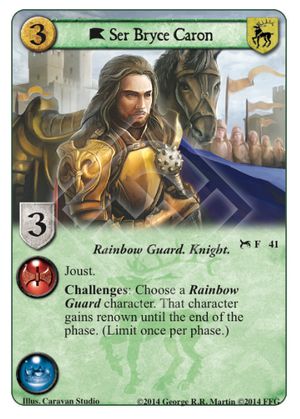 3
Ser Bryce Caron
3
Rainbow Guard. Knight.
F 41
Joust.
Challenges: Choose a Rainbow
Guard character. That character
gains renown until the end of the
phase. (Limit once per phase.)
Illus. Caravan Studio
©2014 George R.R. Martin ©2014 FFG